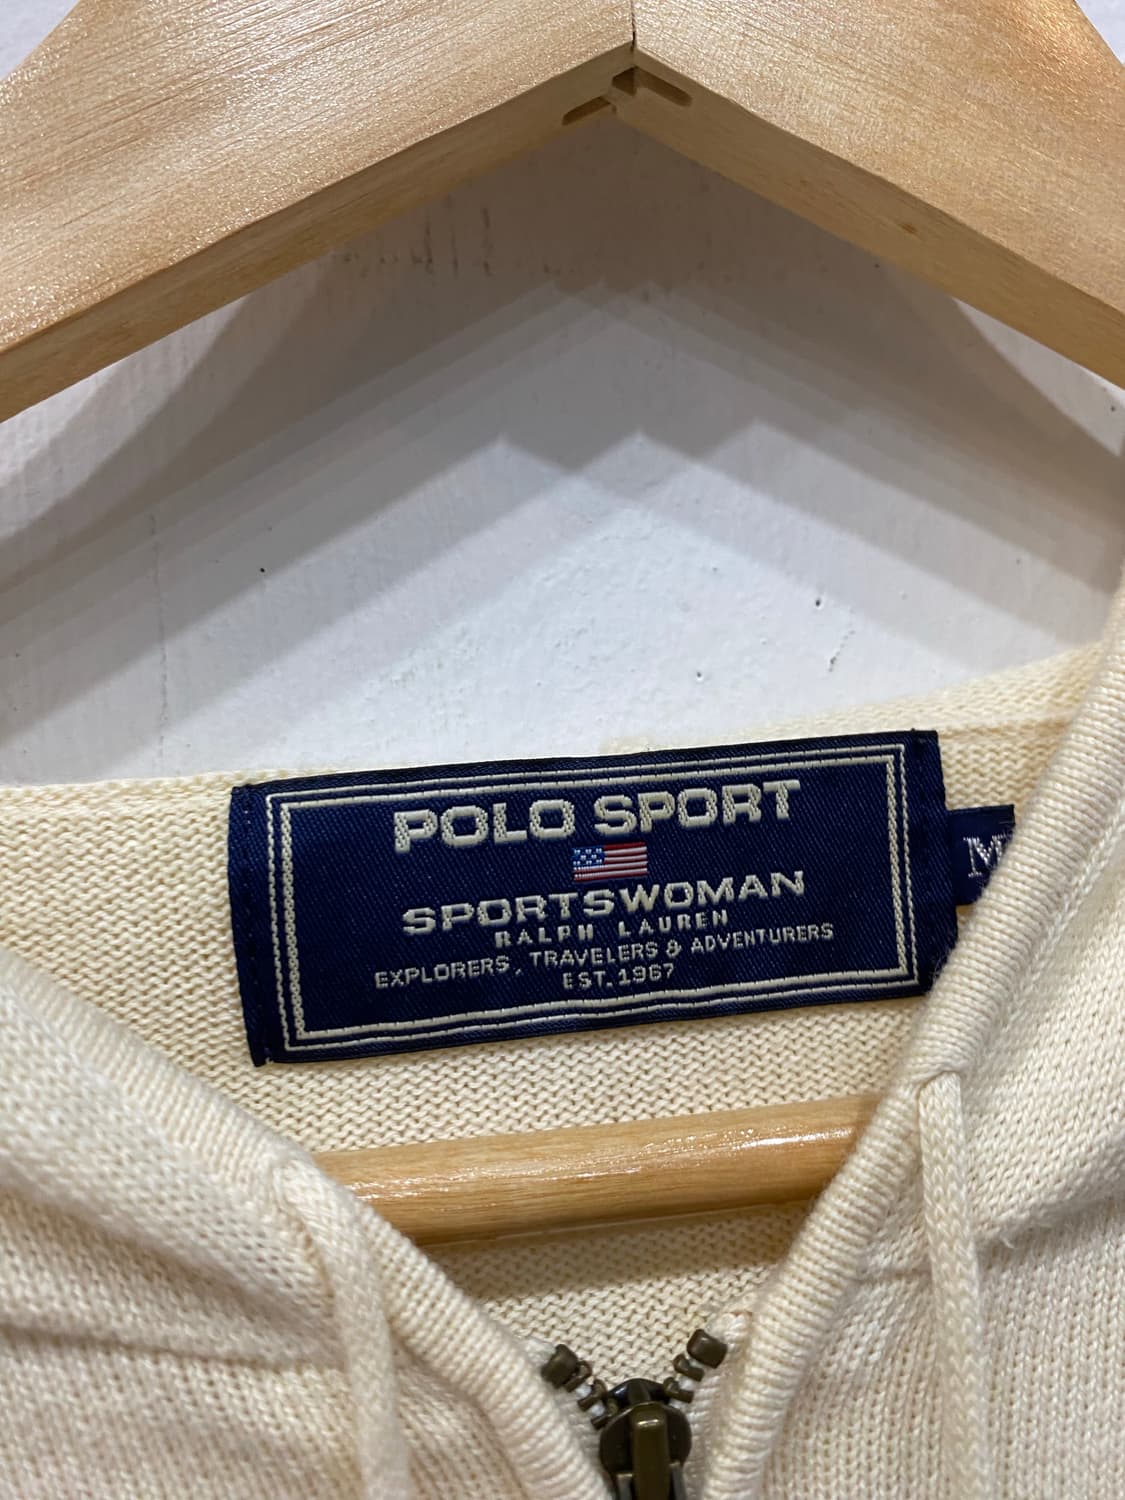 POLO SPORT
SPORTSWOMAN
RALPH LAUREN
EXPLORERS, TRAVELERS & ADVENTURERS
EST. 1967
M